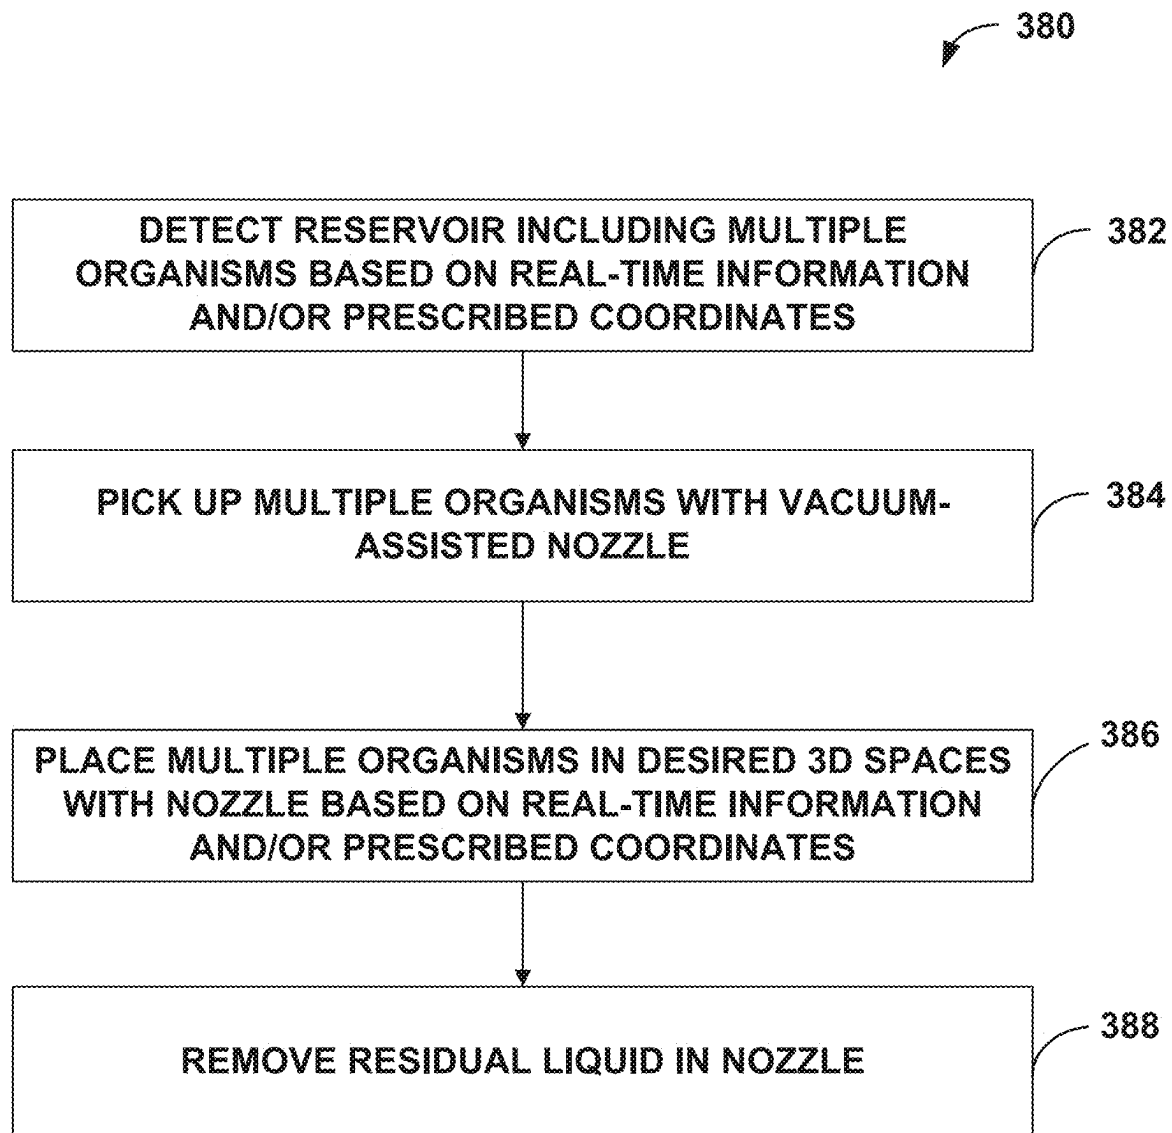 380
DETECT RESERVOIR INCLUDING MULTIPLE
ORGANISMS BASED ON REAL-TIME INFORMATION
AND/OR PRESCRIBED COORDINATES
382
PICK UP MULTIPLE ORGANISMS WITH VACUUM-
ASSISTED NOZZLE
384
PLACE MULTIPLE ORGANISMS IN DESIRED 3D SPACES
WITH NOZZLE BASED ON REAL-TIME INFORMATION
AND/OR PRESCRIBED COORDINATES
386
REMOVE RESIDUAL LIQUID IN NOZZLE
388